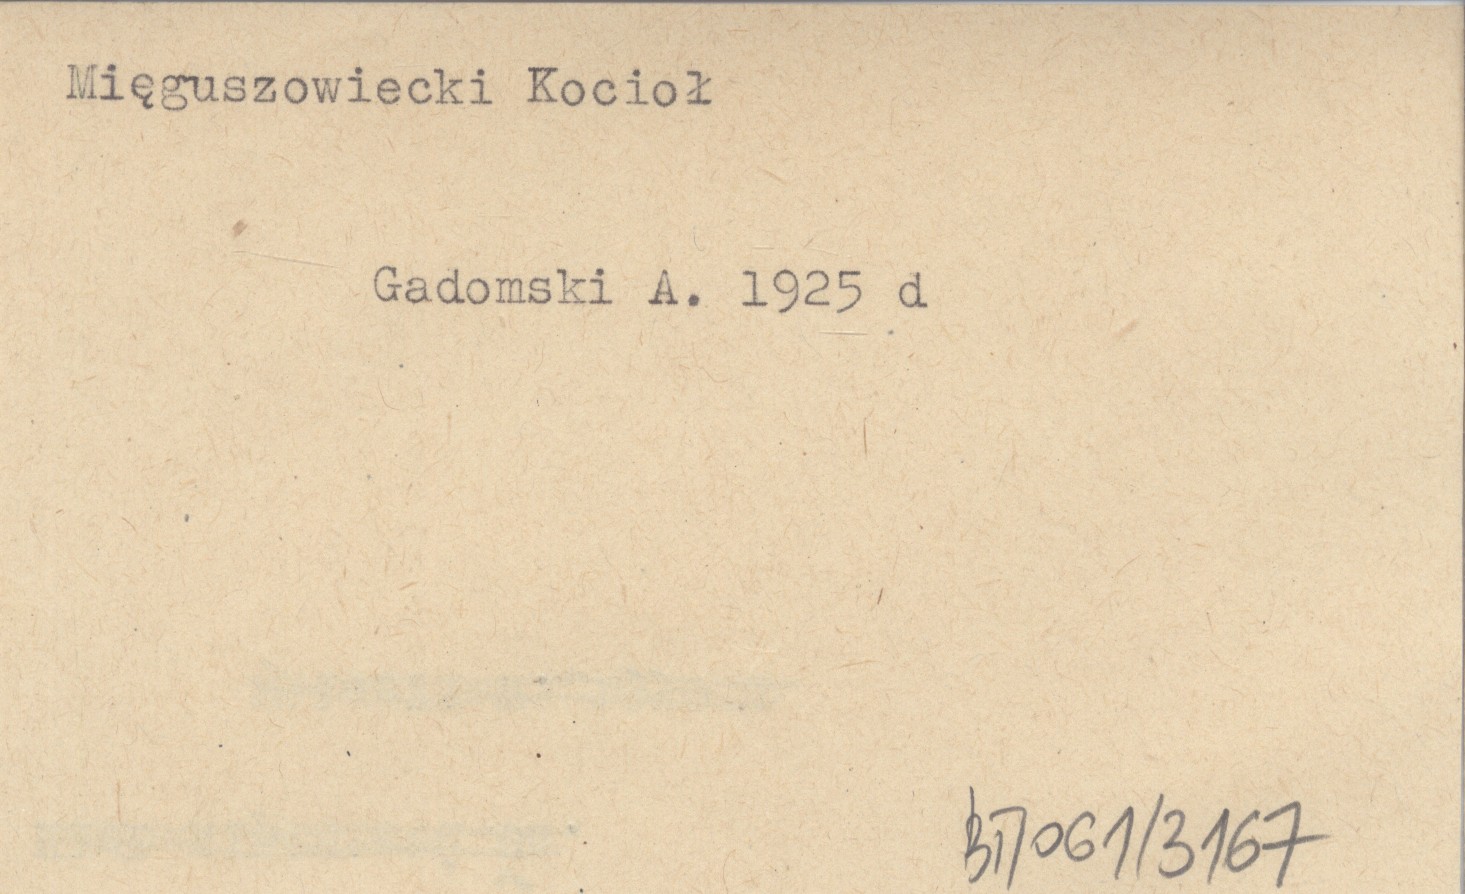 Mięguszowiecki Kocioł
Gadomski A. 1925 d
BT/061/3167